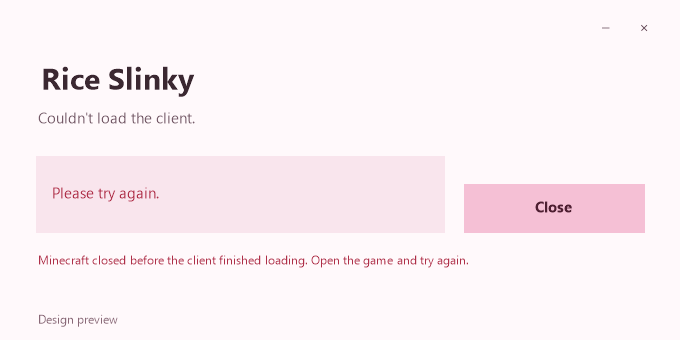 Rice Slinky
Couldn't load the client.
Please try again.
Close
Minecraft closed before the client finished loading. Open the game and try again.
Design preview